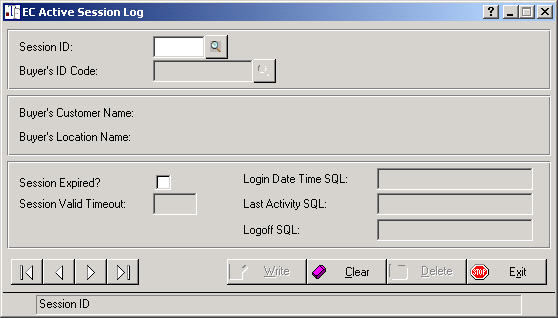 EC Active Session Log
Session ID:
Buyer's ID Code:
Buyer's Customer Name:
Buyer's Location Name:
Session Expired?
Login Date Time SQL:
Session Valid Timeout:
Last Activity SQL:
Logoff SQL:
Write Clear Delete STOP Exit
Session ID